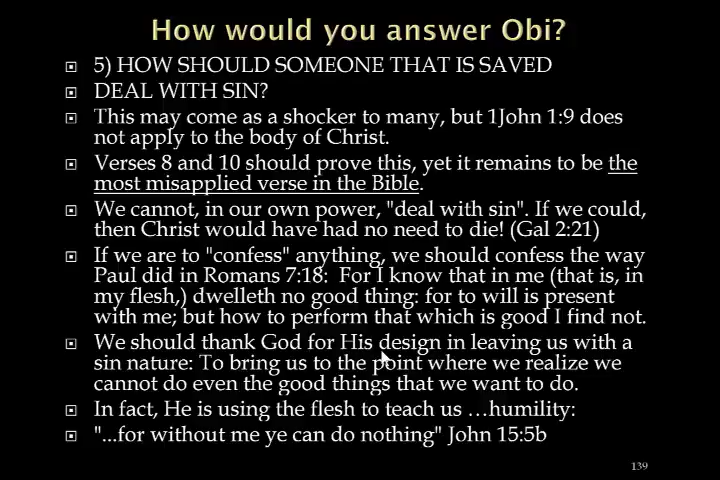 How would you answer Obi?
5) HOW SHOULD SOMEONE THAT IS SAVED
DEAL WITH SIN?
This may come as a shocker to many, but 1John 1:9 does
not apply to the body of Christ.
Verses 8 and 10 should prove this, yet it remains to be the
most misapplied verse in the Bible.
We cannot, in our own power, "deal with sin". If we could,
then Christ would have had no need to die! (Gal 2:21)
If we are to "confess" anything, we should confess the way
Paul did in Romans 7:18:  For I know that in me (that is, in
my flesh,) dwelleth no good thing: for to will is present
with me; but how to perform that which is good I find not.
We should thank God for His design in leaving us with a
sin nature: To bring us to the point where we realize we
cannot do even the good things that we want to do.
In fact, He is using the flesh to teach us …humility:
"...for without me ye can do nothing" John 15:5b
139